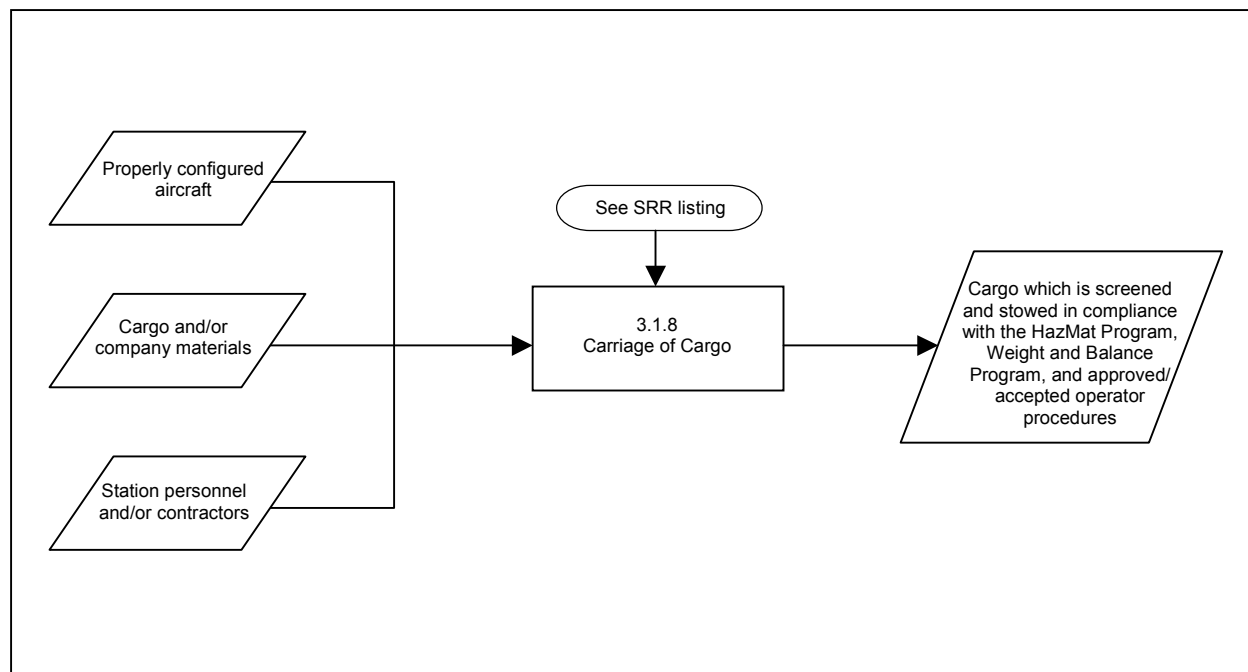 Properly configured
aircraft
See SRR listing
Cargo and/or
company materials
3.1.8
Carriage of Cargo
Cargo which is screened
and stowed in compliance
with the HazMat Program,
Weight and Balance
Program, and approved/
accepted operator
procedures
Station personnel
and/or contractors